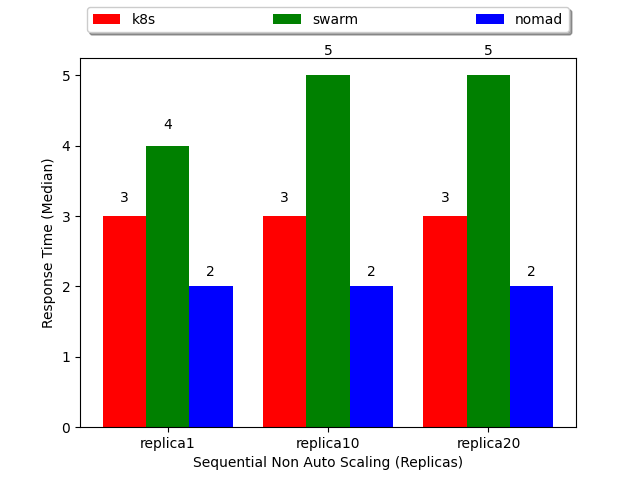 k8s swarm nomad
5 5
4
3 3 3
2 2 2
5
4
3
2
1
0
Response Time (Median)
replica1 replica10 replica20
Sequential Non Auto Scaling (Replicas)